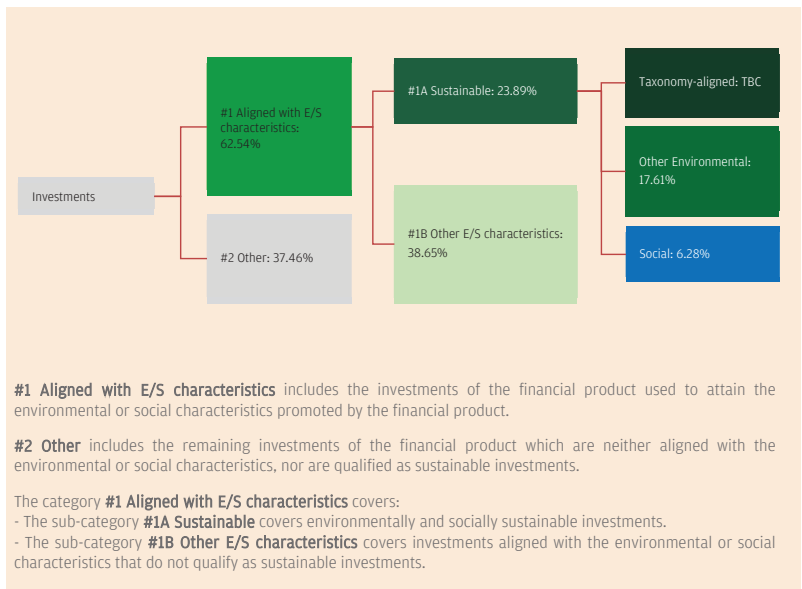 Investments
#1 Aligned with E/S
characteristics:
62.54%
#2 Other: 37.46%
#1A Sustainable: 23.89%
#1B Other E/S characteristics:
38.65%
Taxonomy-aligned: TBC
Other Environmental:
17.61%
Social: 6.28%
#1 Aligned with E/S characteristics includes the investments of the financial product used to attain the
environmental or social characteristics promoted by the financial product.
#2 Other includes the remaining investments of the financial product which are neither aligned with the
environmental or social characteristics, nor are qualified as sustainable investments.
The category #1 Aligned with E/S characteristics covers:
- The sub-category #1A Sustainable covers environmentally and socially sustainable investments.
- The sub-category #1B Other E/S characteristics covers investments aligned with the environmental or social
characteristics that do not qualify as sustainable investments.